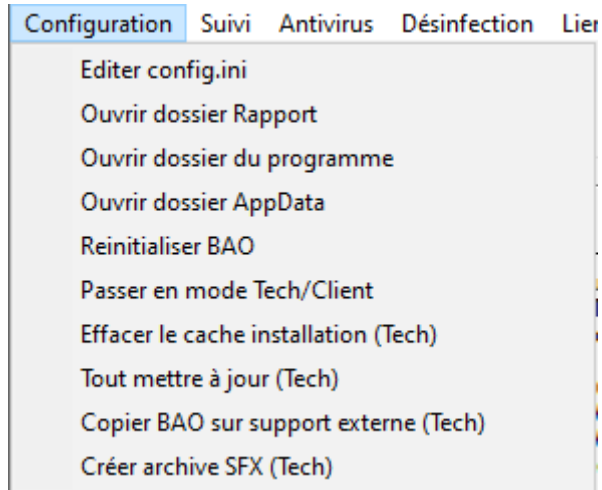 Configuration Suivi Antivirus Désinfection
Editer config.ini
Ouvrir dossier Rapport
Ouvrir dossier du programme
Ouvrir dossier AppData
Reinitialiser BAO
Passer en mode Tech/Client
Effacer le cache installation (Tech)
Tout mettre à jour (Tech)
Copier BAO sur support externe (Tech)
Créer archive SFX (Tech)